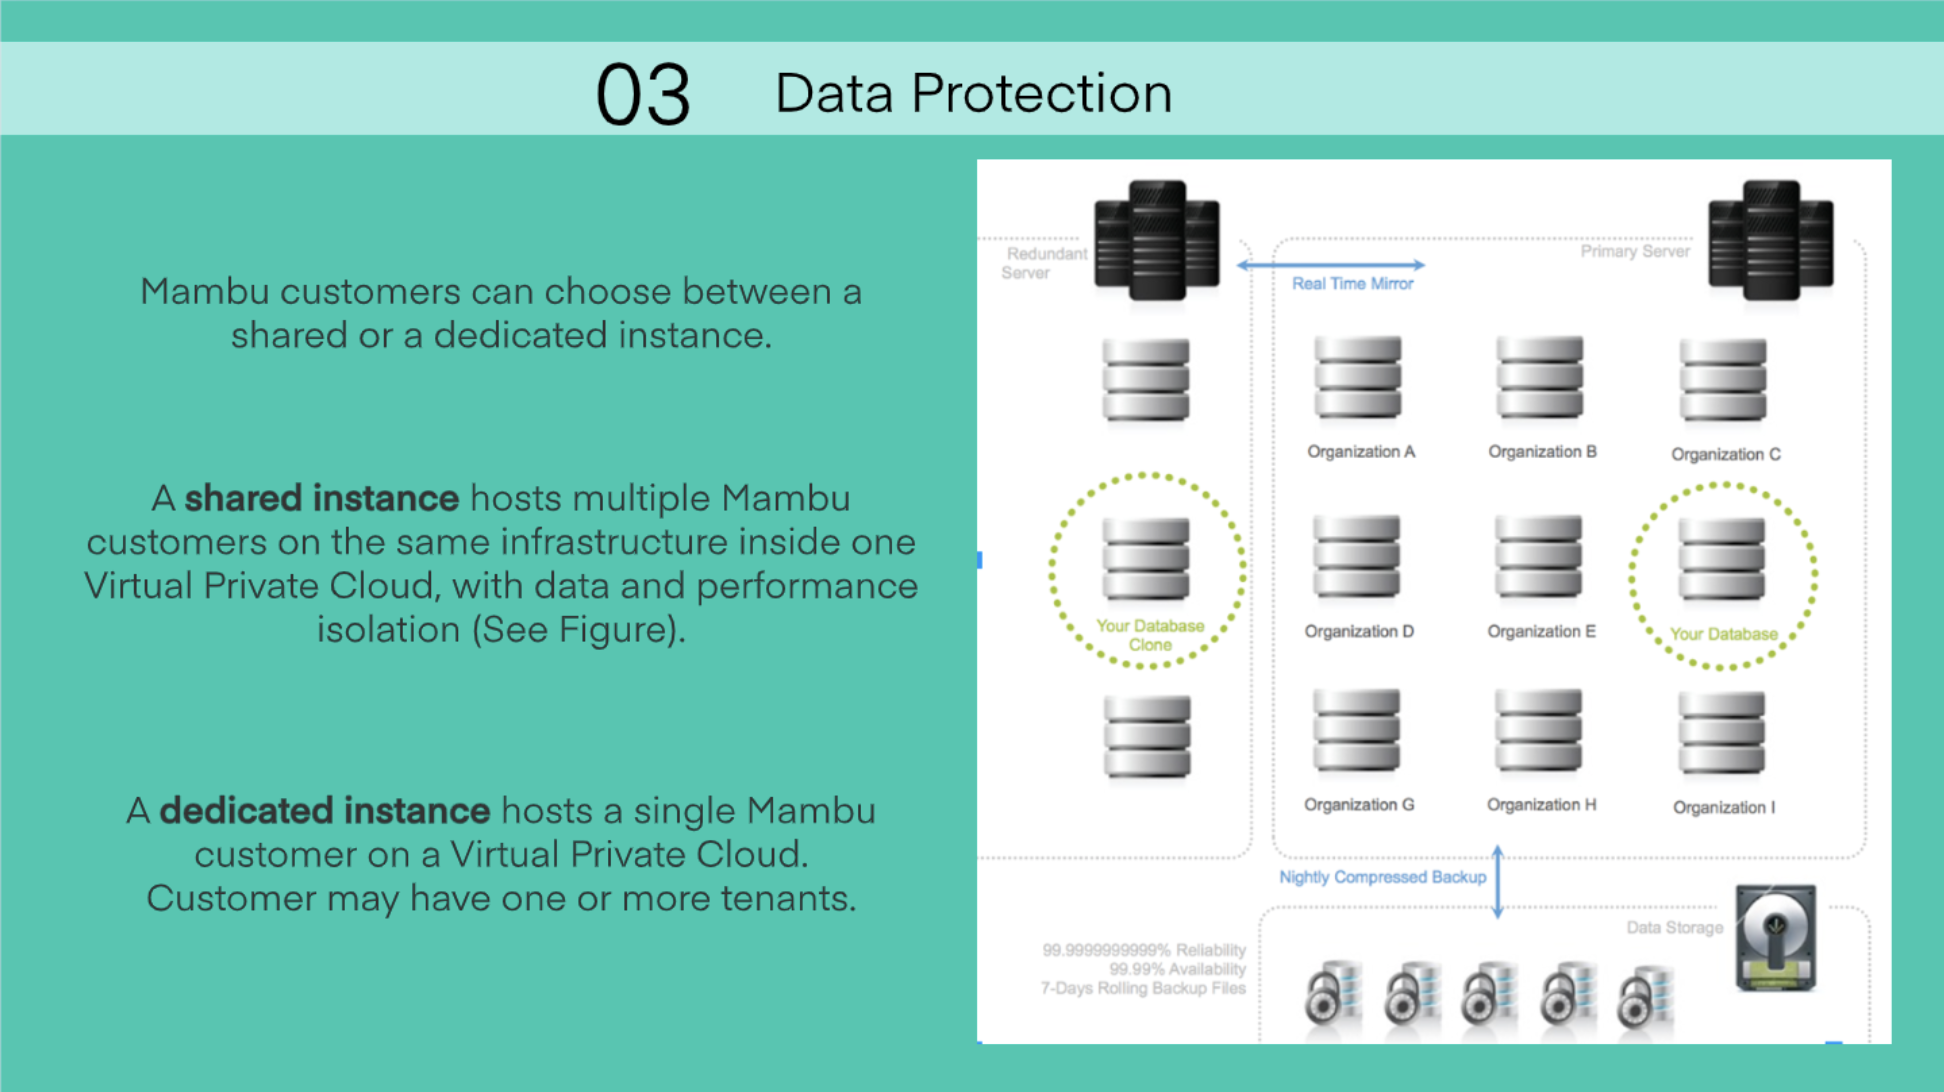 03 Data Protection
Mambu customers can choose between a
shared or a dedicated instance.
A shared instance hosts multiple Mambu
customers on the same infrastructure inside one
Virtual Private Cloud, with data and performance
isolation (See Figure).
A dedicated instance hosts a single Mambu
customer on a Virtual Private Cloud.
Customer may have one or more tenants.
Redundant
Server
Real Time Mirror
Primary Server
Organization A
Organization B
Organization C
Your Database
Clone
Organization D
Organization E
Your Database
Organization G
Organization H
Organization I
Nightly Compressed Backup
Data Storage
99.9999999999% Reliability
99.99% Availability
7-Days Rolling Backup Files